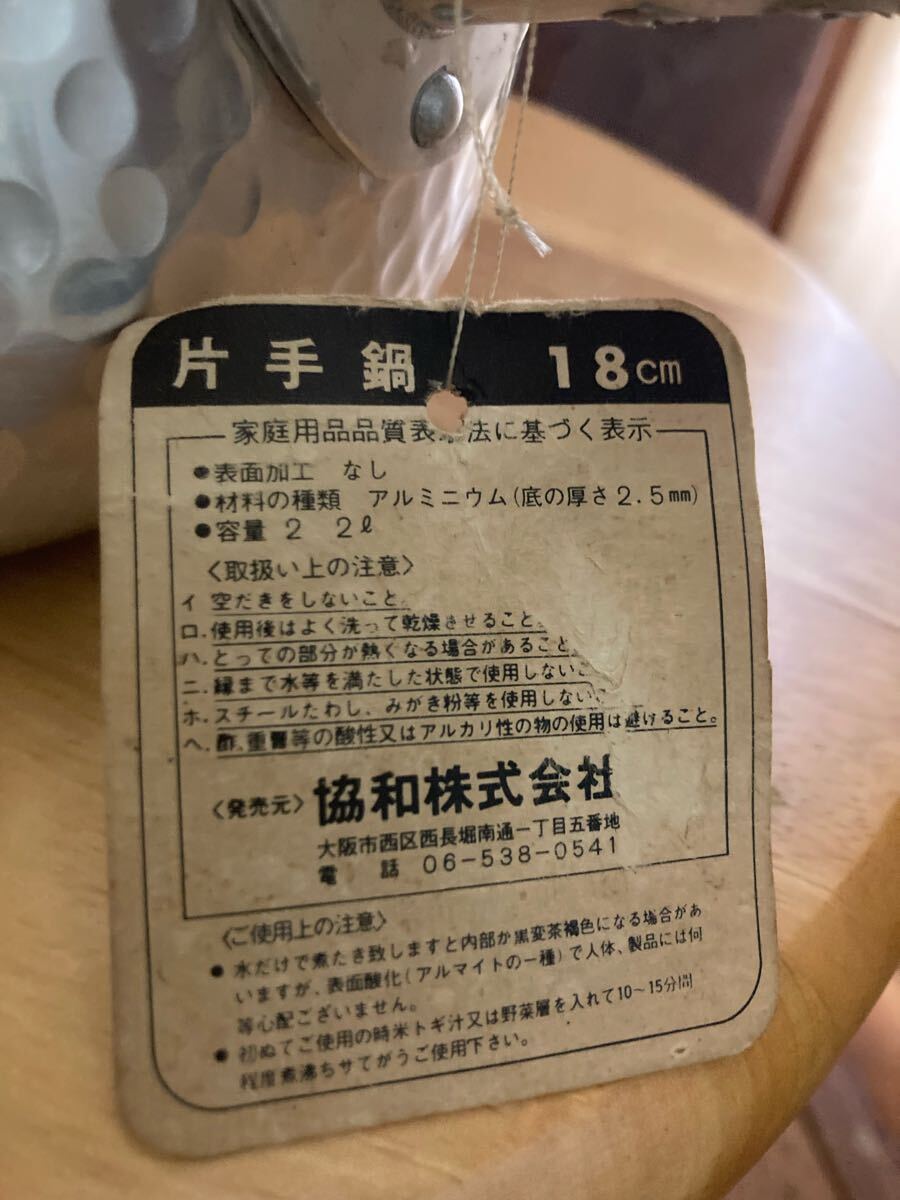 片手鍋 18cm
家庭用品品質表示法に基づく表示
●表面加工 なし
●材料の種類 アルミニウム(底の厚さ2.5mm)
●容量 2 2ℓ
〈取扱い上の注意〉
イ 空だきをしないこと。
ロ.使用後はよく洗って乾燥させること。
ハ.とっての部分が熱くなる場合があること。
ニ.縁まで水等を満たした状態で使用しないこ
ホ.スチールたわし、みがき粉等を使用しないこ
ヘ.酢、重曹等の酸性又はアルカリ性の物の使用は避けること。
〈発売元〉 協和株式会社
大阪市西区西長堀南通一丁目五番地
電 話 06-538-0541
〈ご使用上の注意〉
● 水だけで煮たき致しますと内部が黒変茶褐色になる場合があ
いますが、表面酸化(アルマイトの一種)で人体、製品には何
等心配ございません。
● 初めてご使用の時米トギ汁又は野菜屑を入れて10~15分間
程度煮沸ちサてがうご使用下さい。